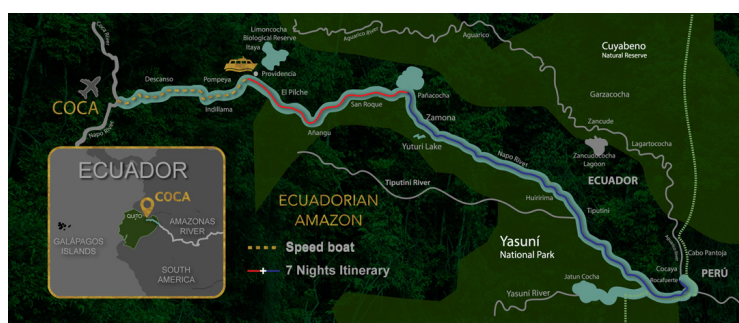 Coca River
Limoncocha
Biological Reserve
Itaya
Aguarico River
Aguárico
Cuyabeno
Natural Reserve
Descanso
Pompeya
Providencia
COCA
Indillama
El Pilche
San Roque
Pañacocha
Garzacocha
Napo River
Añangu
Zamona
Zancude
Yuturi Lake
Lagartococha
Napo River
Zancudococha
Lagoon
ECUADOR
ECUADOR
COCA
QUITO
AMAZONAS
RIVER
GALÁPAGOS
ISLANDS
SOUTH
AMERICA
Tiputini River
Huiririma
Tiputini
ECUADORIAN
AMAZON
Speed boat
7 Nights Itinerary
Yasuní
National Park
Cabo Pantoja
Cocaya
PERÚ
Rocafuerte
Jatun Cocha
Yasuní River